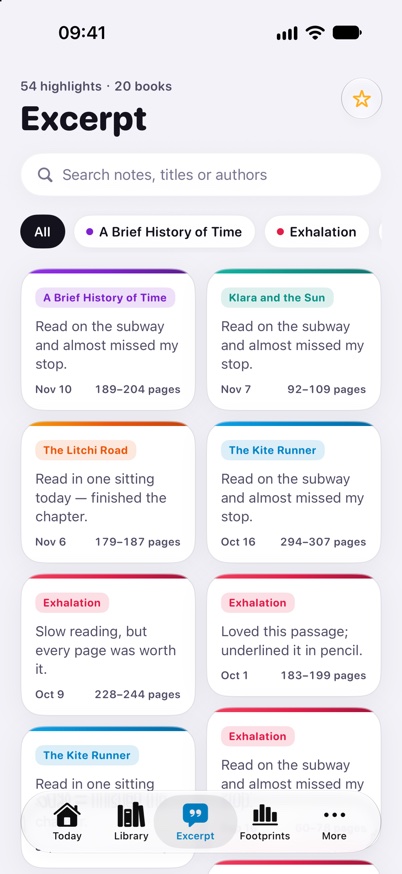 09:41
54 highlights · 20 books
Excerpt
Search notes, titles or authors
All
A Brief History of Time
Exhalation
A Brief History of Time
Read on the subway
and almost missed my
stop.
Nov 10 189–204 pages
Klara and the Sun
Read on the subway
and almost missed my
stop.
Nov 7 92–109 pages
The Litchi Road
Read in one sitting
today — finished the
chapter.
Nov 6 179–187 pages
The Kite Runner
Read on the subway
and almost missed my
stop.
Oct 16 294–307 pages
Exhalation
Slow reading, but
every page was worth
it.
Oct 9 228–244 pages
Exhalation
Loved this passage;
underlined it in pencil.
Oct 1 183–199 pages
The Kite Runner
Read in one sitting
Exhalation
Read on the subway
and almost missed my
Today
Library
Excerpt
Footprints
More